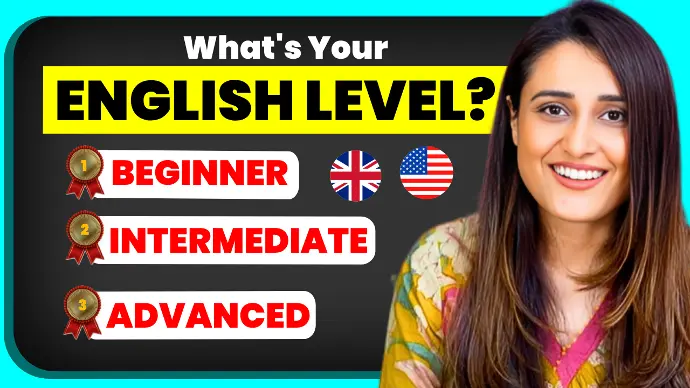 What's Your
ENGLISH LEVEL?
1 BEGINNER
2 INTERMEDIATE
3 ADVANCED